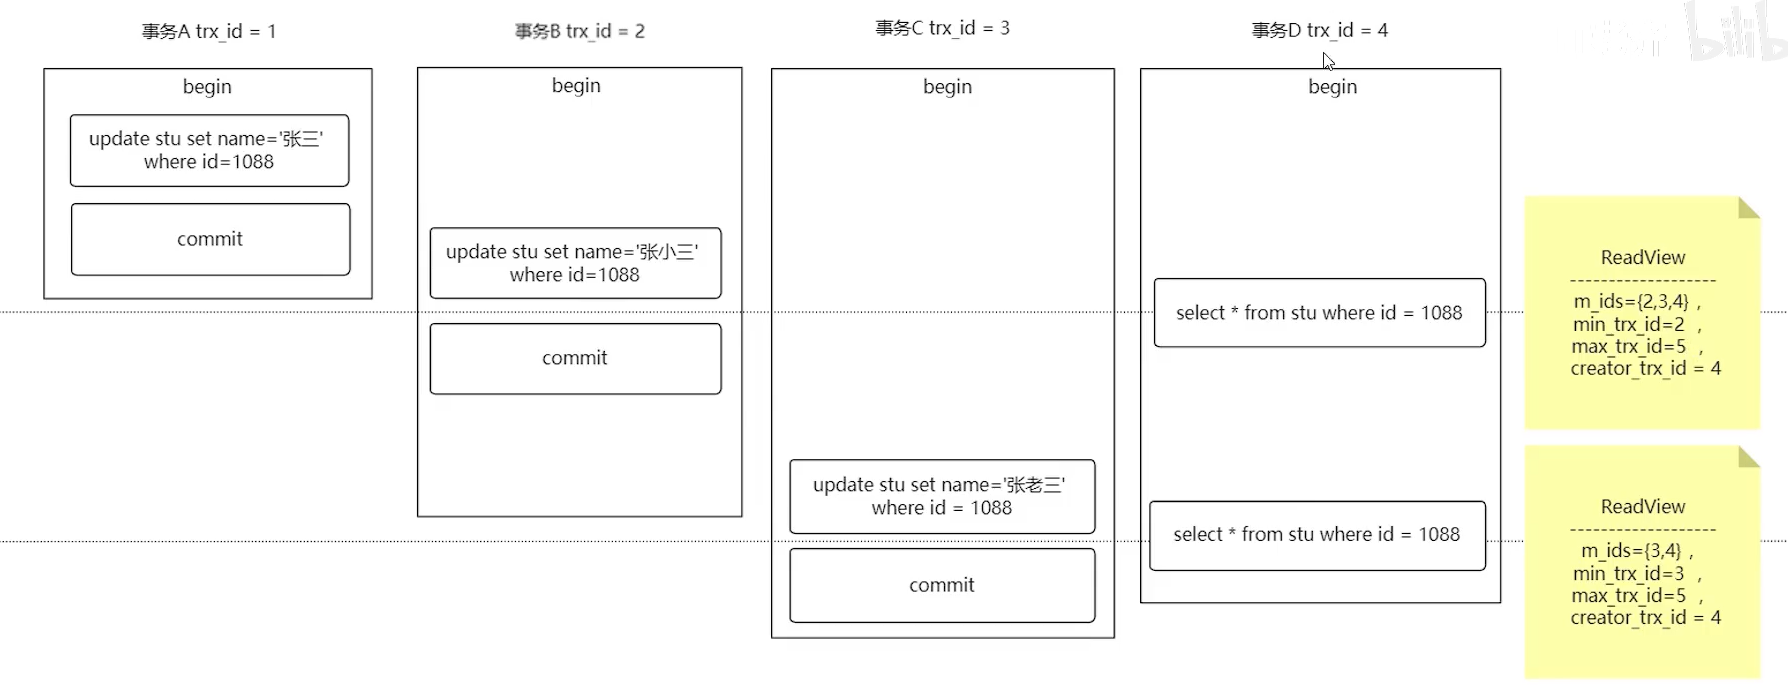 事务A trx_id = 1
begin
update stu set name='张三'
where id=1088
commit
事务B trx_id = 2
begin
update stu set name='张小三'
where id=1088
commit
事务C trx_id = 3
begin
update stu set name='张老三'
where id = 1088
commit
事务D trx_id = 4
begin
select * from stu where id = 1088
select * from stu where id = 1088
ReadView
-------------------
m_ids={2,3,4} ,
min_trx_id=2 ,
max_trx_id=5 ,
creator_trx_id = 4
ReadView
-------------------
m_ids={3,4} ,
min_trx_id=3 ,
max_trx_id=5 ,
creator_trx_id = 4
bilib